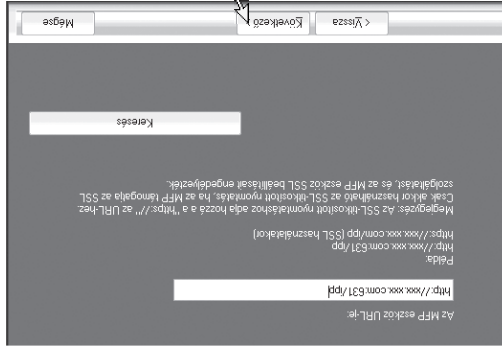 Az MFP eszköz URL-je:
http://xxx.xxx.com:631/ipp/
Példa:
http://xxx.xxx.com:631/ipp
https://xxx.xxx.com/ipp (SSL használatakor)
Megjegyzés: Az SSL-titkosított nyomtatáshoz adja hozzá a a "https://" az URL-hez.
Csak akkor használható az SSL-titkosított nyomtatás, ha az MFP támogatja az SSL
szolgáltatást, és az MFP eszköz SSL beállításait engedélyezték.
Keresés
< Vissza
Következő
Mégse